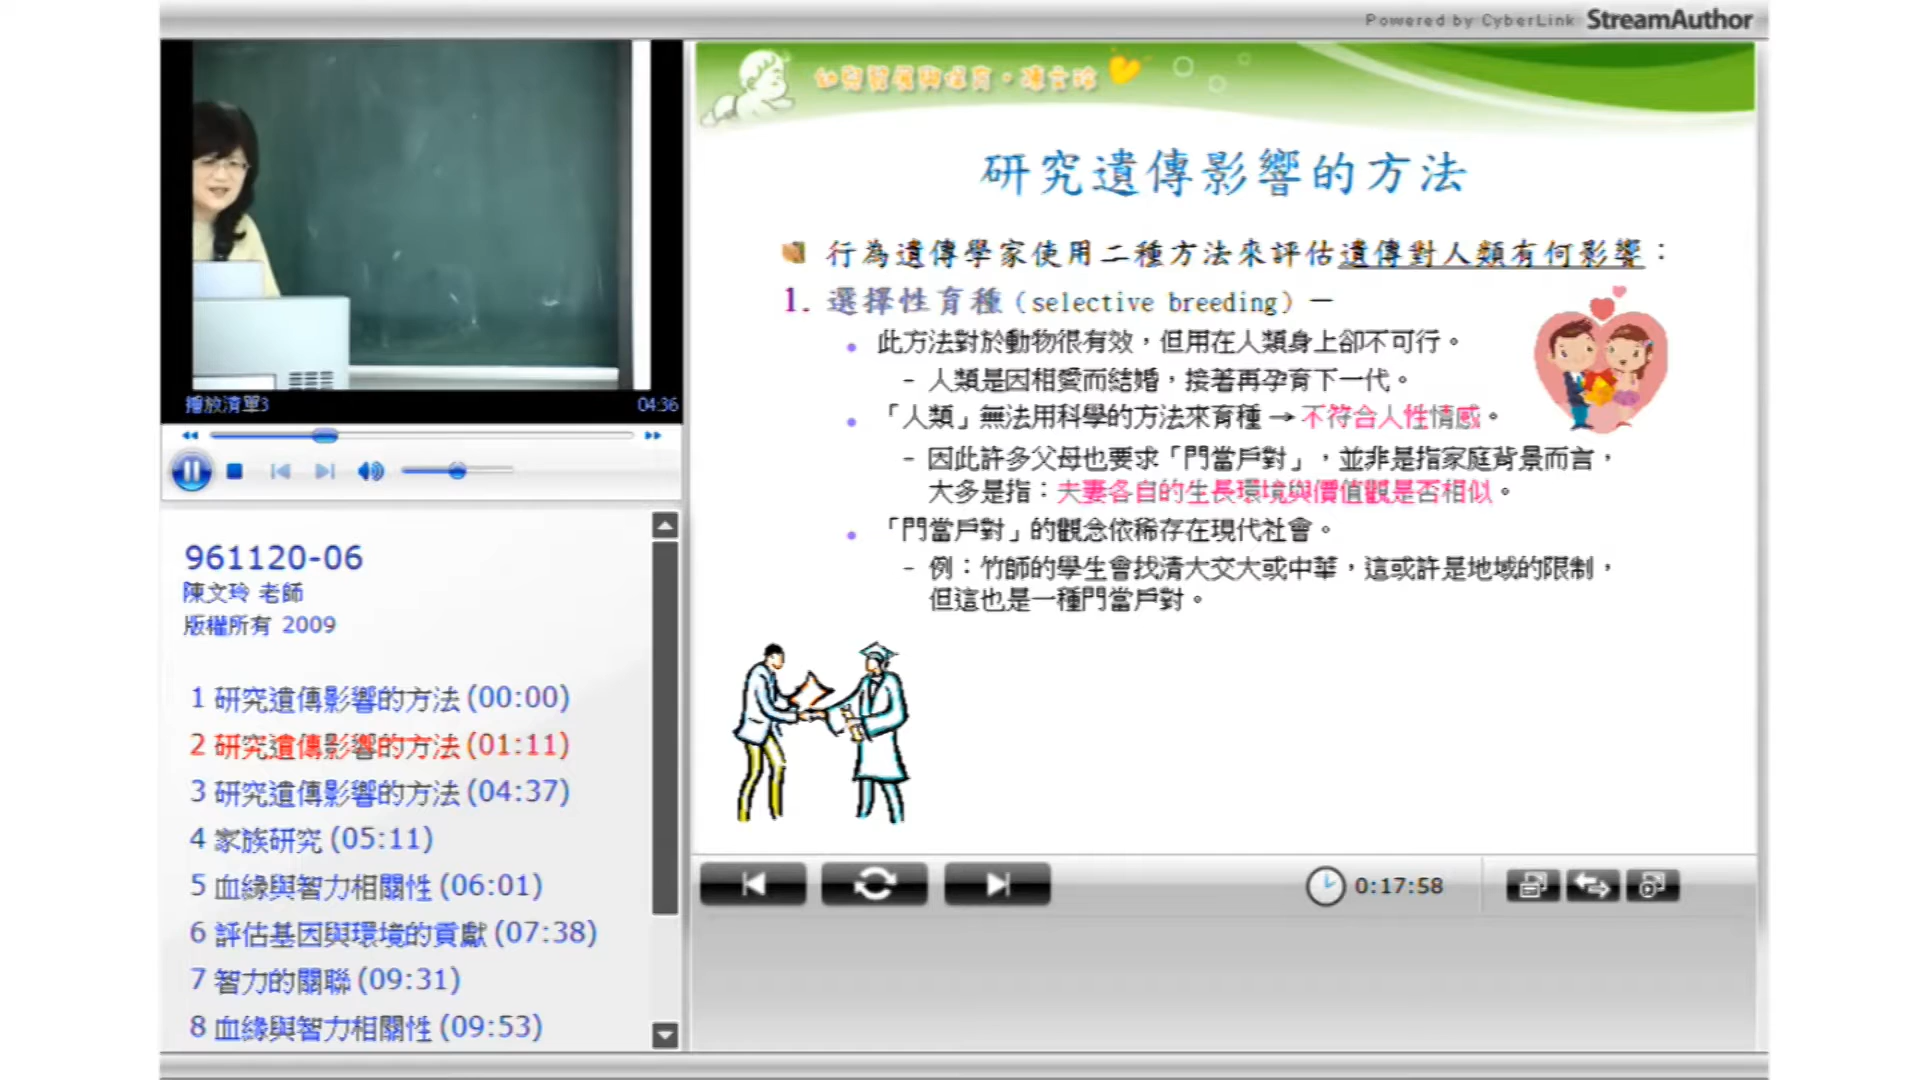 Powered by CyberLink StreamAuthor
幼兒發展與保育。陳文玲
播放清單3
04:36
961120-06
陳文玲 老師
版權所有 2009
1 研究遺傳影響的方法 (00:00)
2 研究遺傳影響的方法 (01:11)
3 研究遺傳影響的方法 (04:37)
4 家族研究 (05:11)
5 血緣與智力相關性 (06:01)
6 評估基因與環境的貢獻 (07:38)
7 智力的關聯 (09:31)
8 血緣與智力相關性 (09:53)
研究遺傳影響的方法
行為遺傳學家使用二種方法來評估遺傳對人類有何影響：
1. 選擇性育種（selective breeding）—
• 此方法對於動物很有效，但用在人類身上卻不可行。
- 人類是因相愛而結婚，接著再孕育下一代。
• 「人類」無法用科學的方法來育種 → 不符合人性情感。
- 因此許多父母也要求「門當戶對」，並非是指家庭背景而言，
大多是指：夫妻各自的生長環境與價值觀是否相似。
• 「門當戶對」的觀念依稀存在現代社會。
- 例：竹師的學生會找清大交大或中華，這或許是地域的限制，
但這也是一種門當戶對。
0:17:58